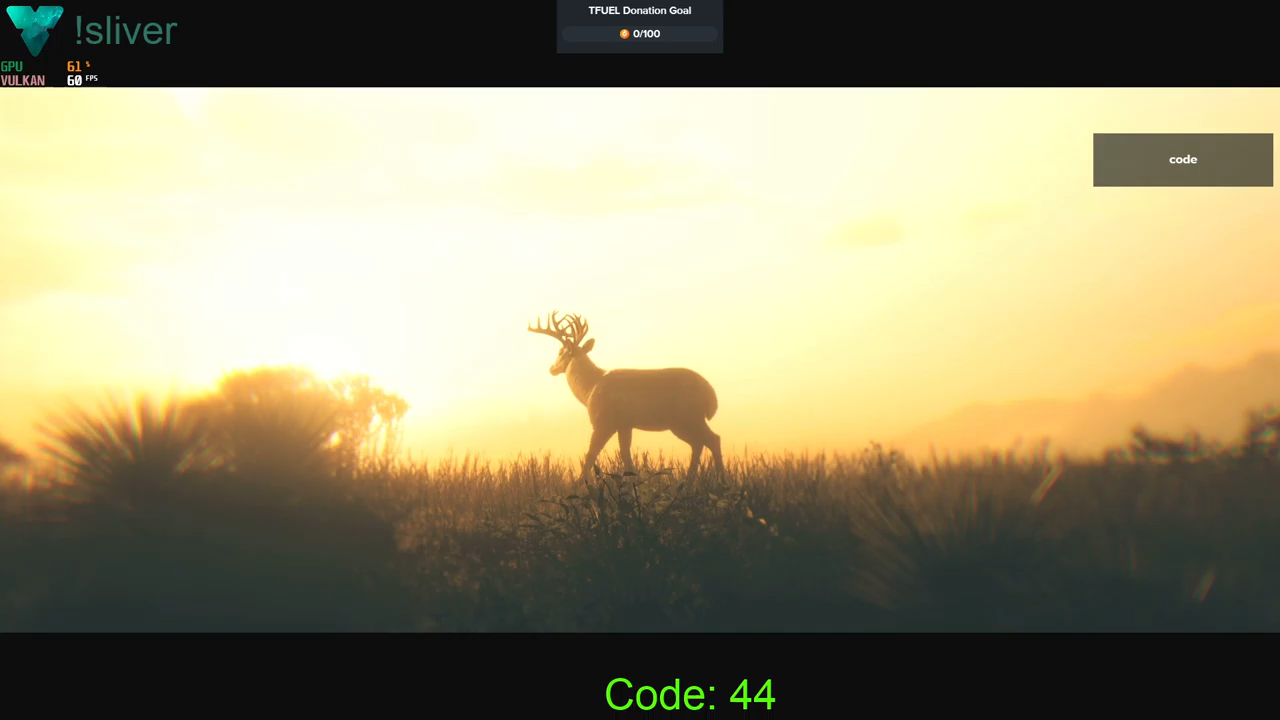 !sliver
TFUEL Donation Goal
0/100
GPU 61 %
VULKAN 60 FPS
code
Code: 44